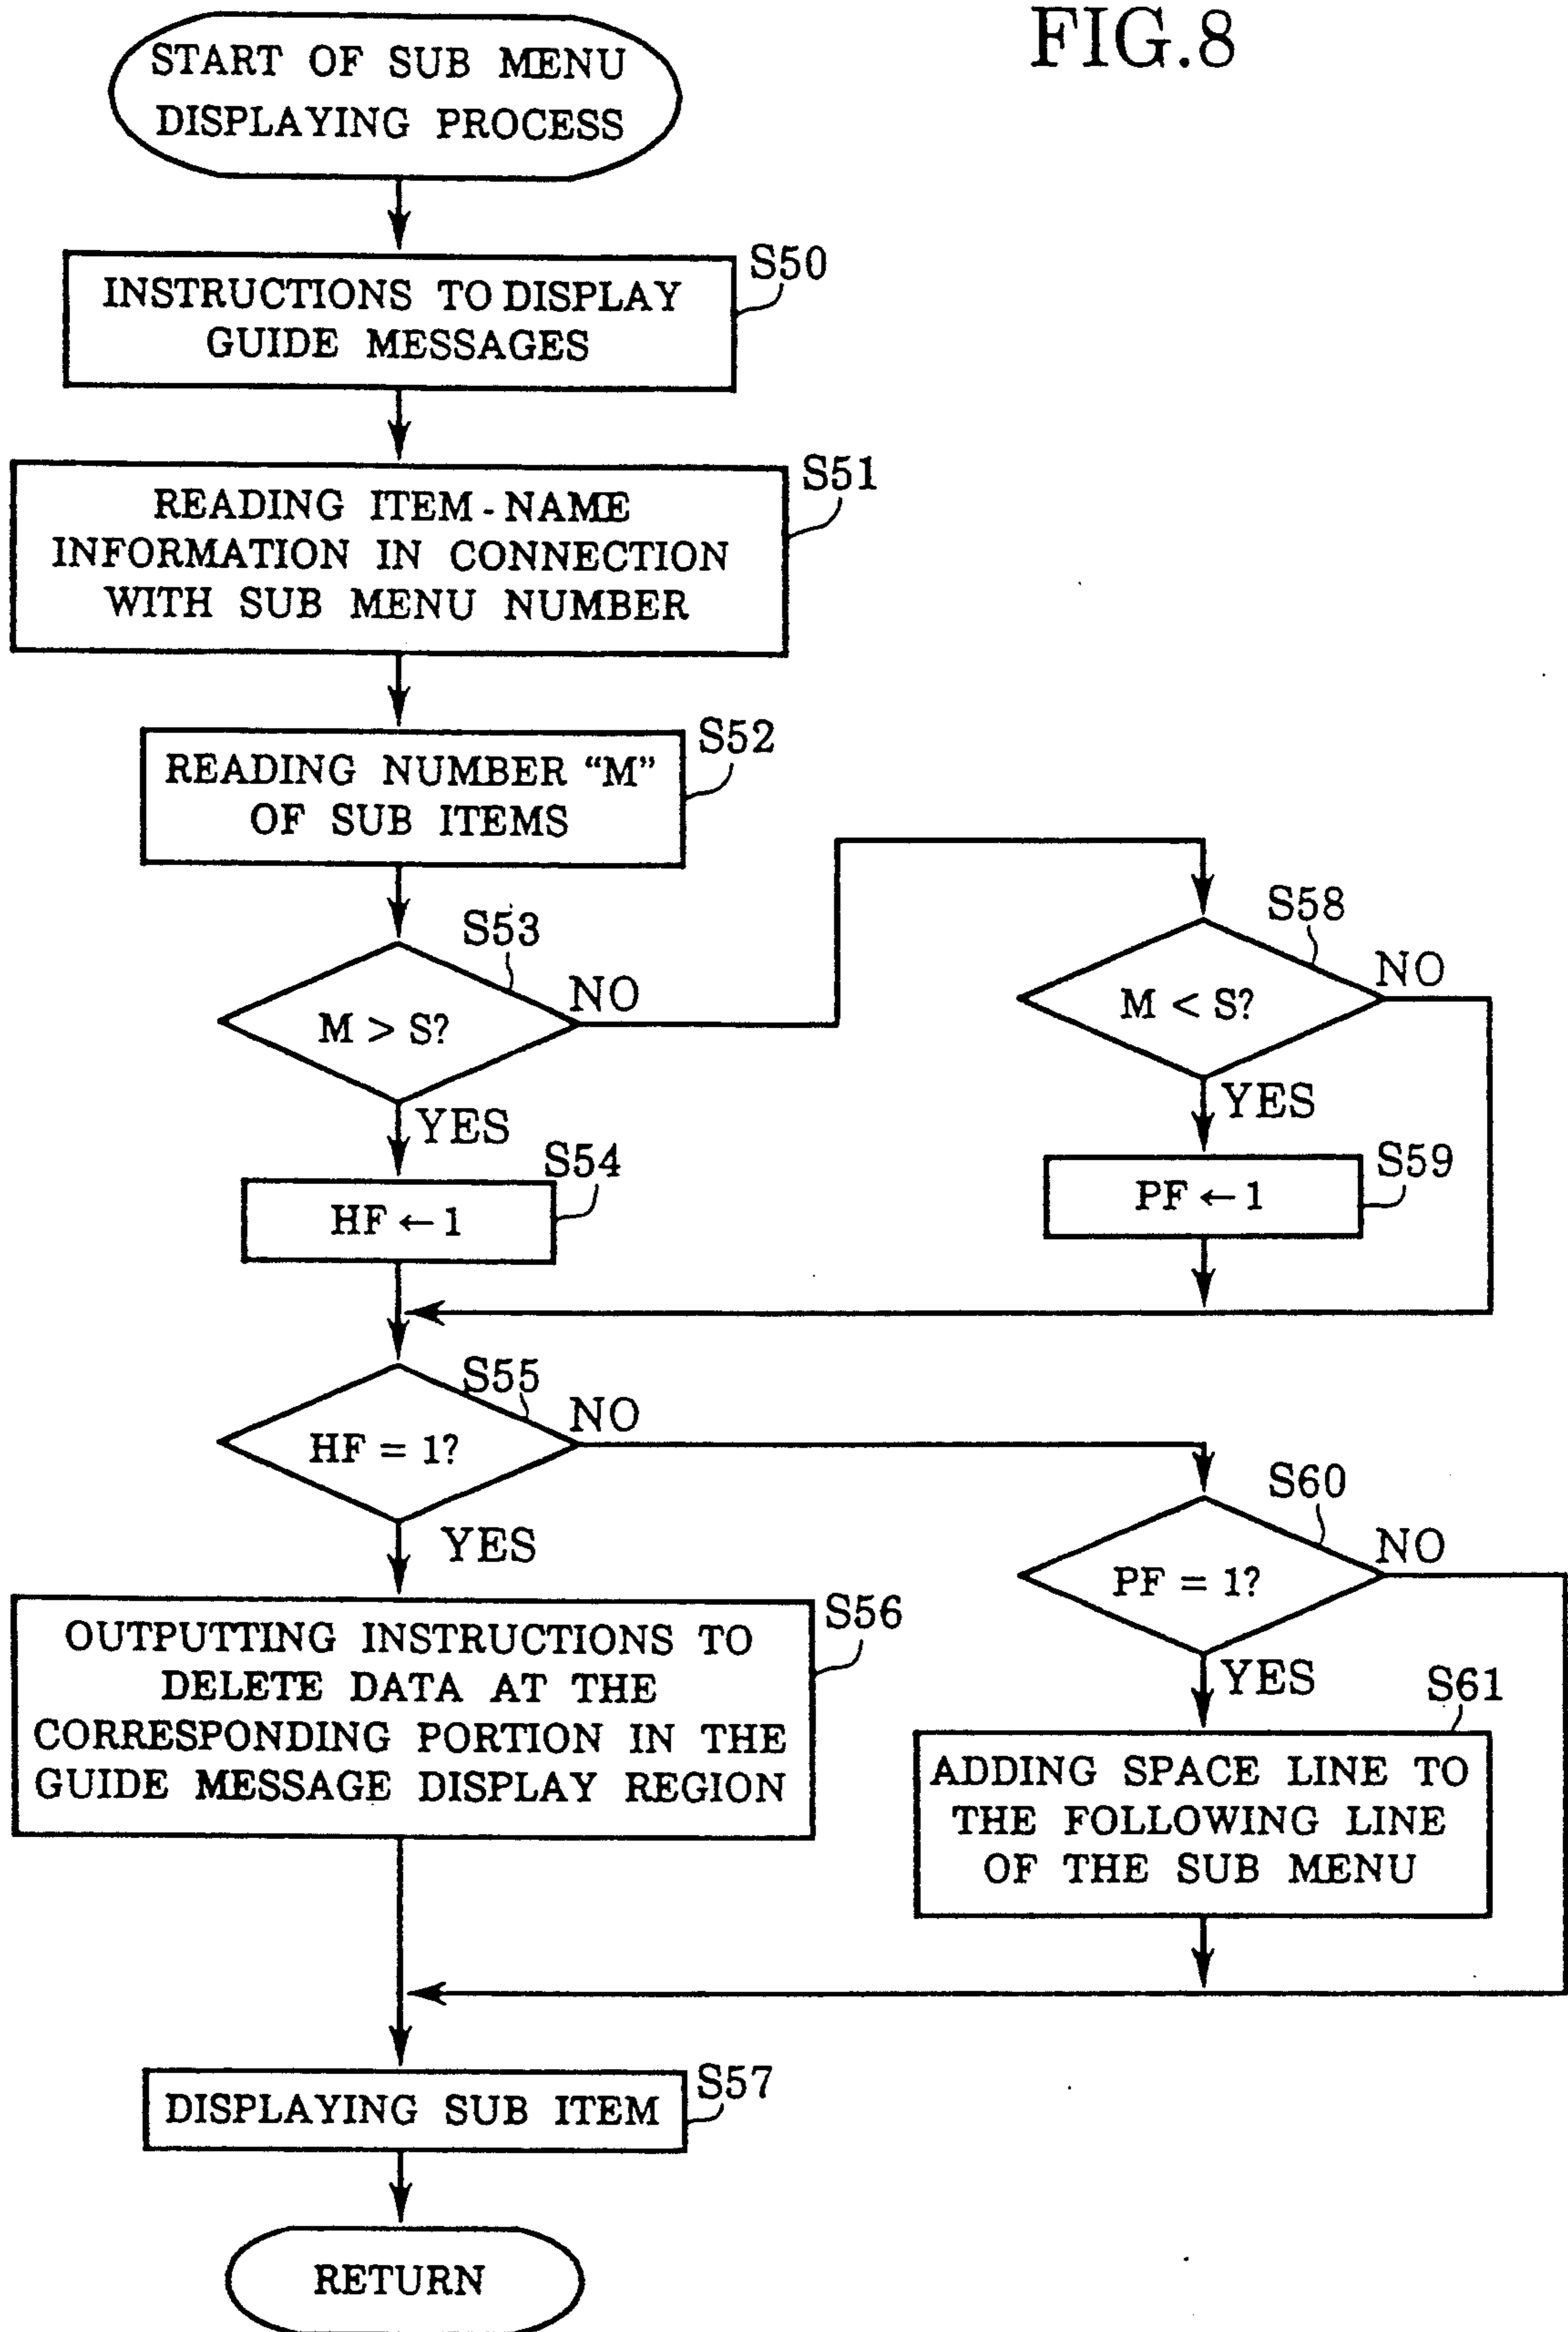 FIG.8
START OF SUB MENU
DISPLAYING PROCESS
S50
INSTRUCTIONS TO DISPLAY
GUIDE MESSAGES
S51
READING ITEM-NAME
INFORMATION IN CONNECTION
WITH SUB MENU NUMBER
S52
READING NUMBER “M”
OF SUB ITEMS
S53
M > S?
NO
YES
S58
M < S?
NO
YES
S54
HF ← 1
S59
PF ← 1
S55
HF = 1?
NO
YES
S60
PF = 1?
NO
YES
S56
OUTPUTTING INSTRUCTIONS TO
DELETE DATA AT THE
CORRESPONDING PORTION IN THE
GUIDE MESSAGE DISPLAY REGION
S61
ADDING SPACE LINE TO
THE FOLLOWING LINE
OF THE SUB MENU
S57
DISPLAYING SUB ITEM
RETURN